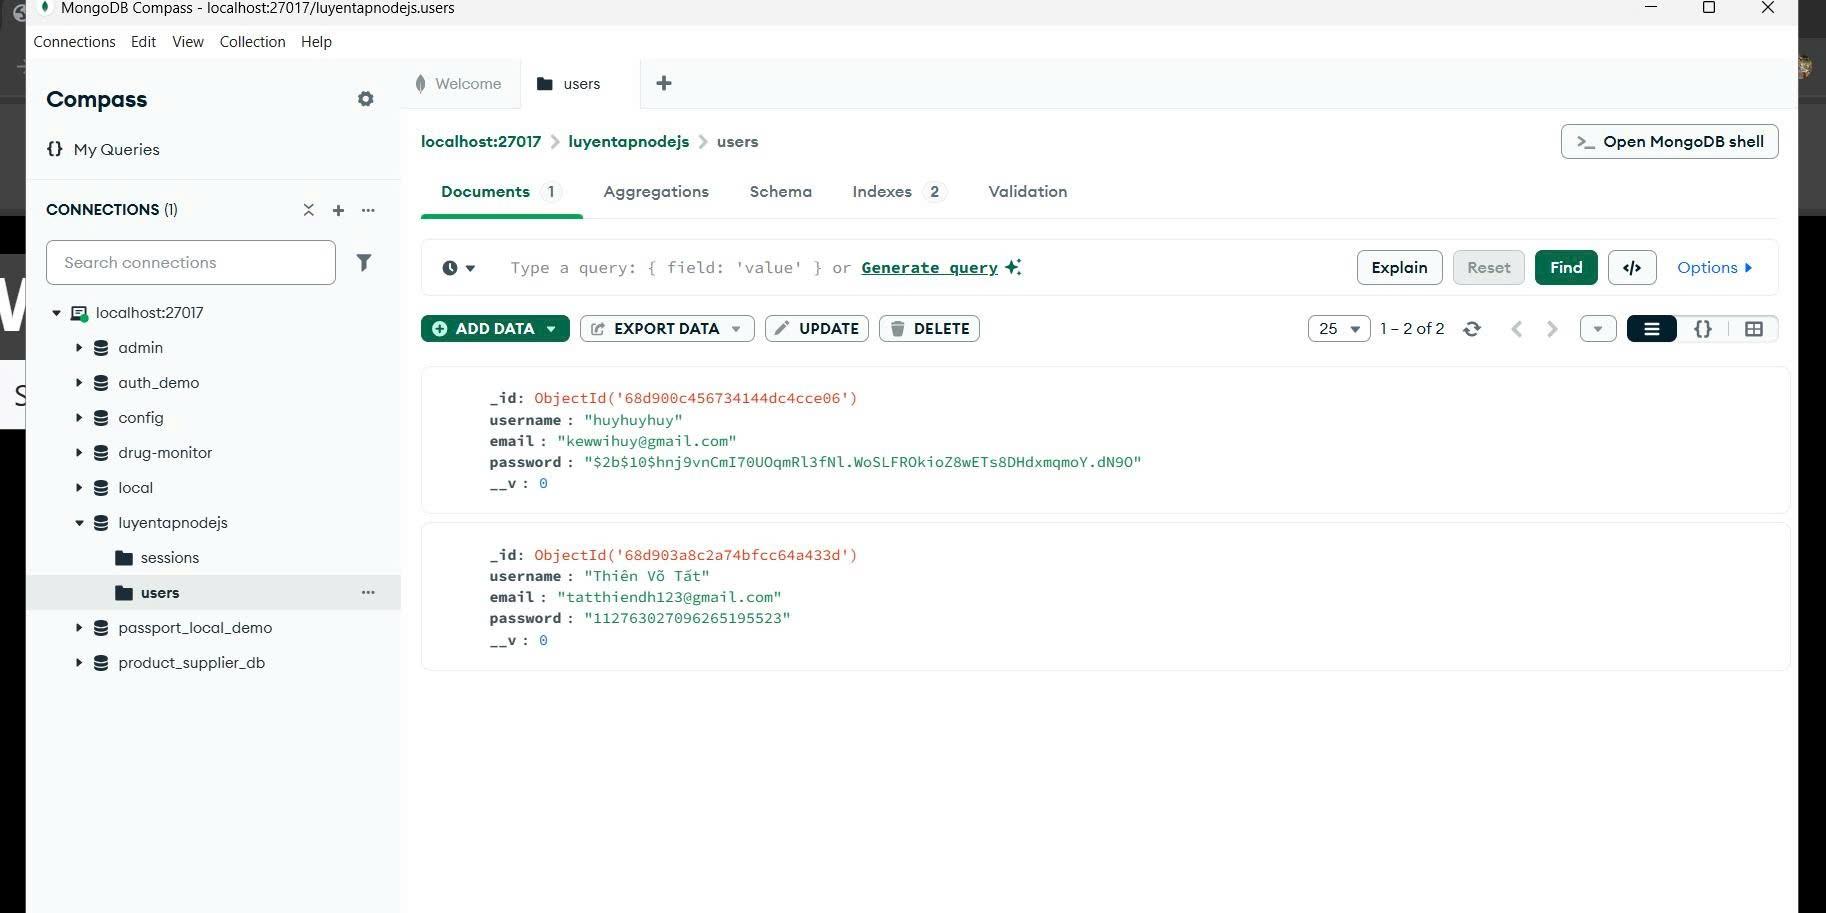 MongoDB Compass - localhost:27017/luyentapnodejs.users
Connections Edit View Collection Help
Compass
Welcome
users
My Queries
localhost:27017 > luyentapnodejs > users
>_ Open MongoDB shell
Documents 1 Aggregations Schema Indexes 2 Validation
CONNECTIONS (1)
Search connections
Type a query: { field: 'value' } or Generate query
Explain Reset Find </> Options
ADD DATA EXPORT DATA UPDATE DELETE
25 1 – 2 of 2 {}
localhost:27017
admin
auth_demo
config
drug-monitor
local
luyentapnodejs
sessions
users
passport_local_demo
product_supplier_db
_id: ObjectId('68d900c456734144dc4cce06')
username : "huyhuyhuy"
email : "kewwihuy@gmail.com"
password : "$2b$10$hnj9vnCmI70UOqmRl3fNl.WoSLFROkioZ8wETs8DHdxmqmoY.dN9O"
__v : 0
_id: ObjectId('68d903a8c2a74bfcc64a433d')
username : "Thiên Võ Tất"
email : "tatthiendh123@gmail.com"
password : "112763027096265195523"
__v : 0